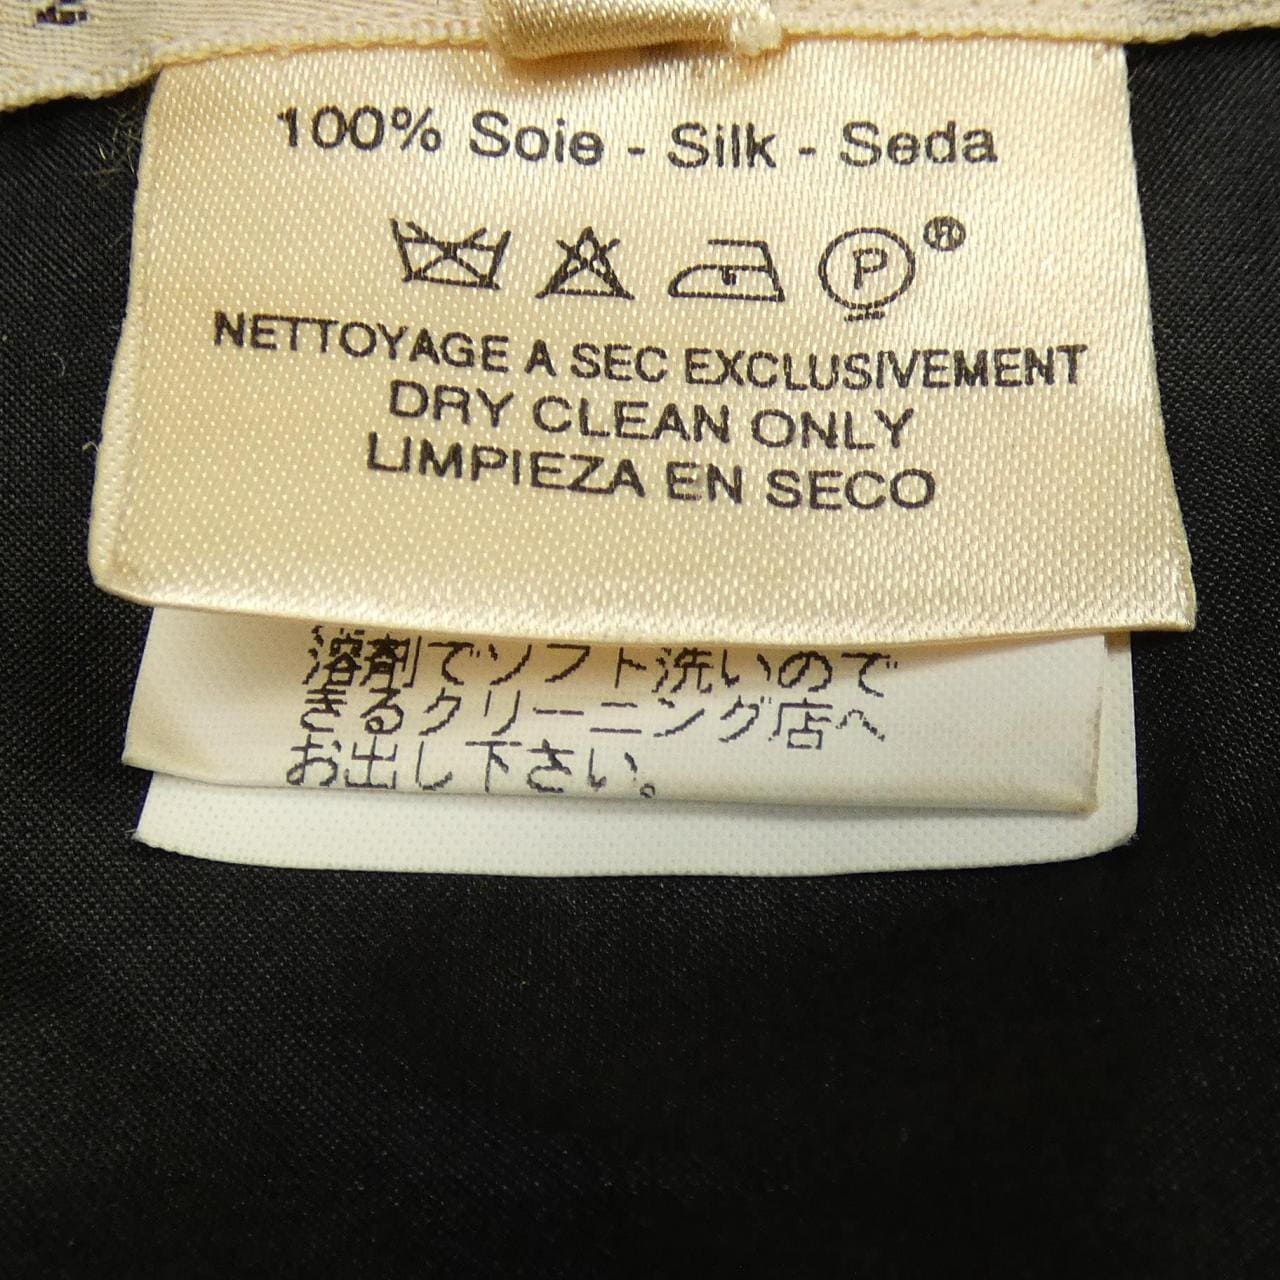 100% Soie - Silk - Seda
P ®
NETTOYAGE A SEC EXCLUSIVEMENT
DRY CLEAN ONLY
LIMPIEZA EN SECO
溶剤でソフト洗いので
きるクリーニング店へ
お出し下さい。